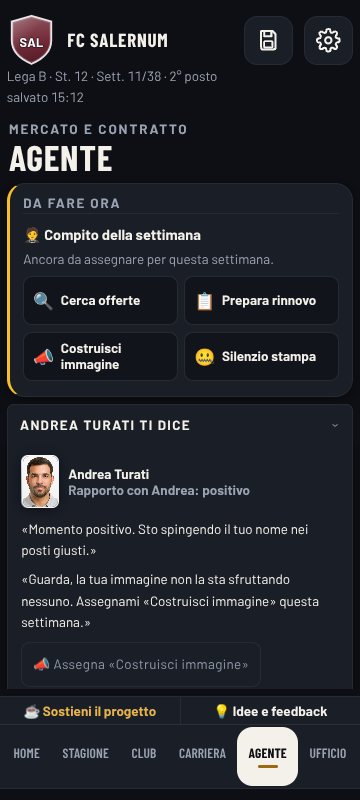 SAL
FC SALERNUM
Lega B · St. 12 · Sett. 11/38 · 2° posto
salvato 15:12
MERCATO E CONTRATTO
AGENTE
DA FARE ORA
Compito della settimana
Ancora da assegnare per questa settimana.
Cerca offerte
Prepara rinnovo
Costruisci
immagine
Silenzio stampa
ANDREA TURATI TI DICE
Andrea Turati
Rapporto con Andrea: positivo
«Momento positivo. Sto spingendo il tuo nome nei
posti giusti.»
«Guarda, la tua immagine non la sta sfruttando
nessuno. Assegnami «Costruisci immagine» questa
settimana.»
Assegna «Costruisci immagine»
Sostieni il progetto
Idee e feedback
HOME STAGIONE CLUB CARRIERA AGENTE UFFICIO